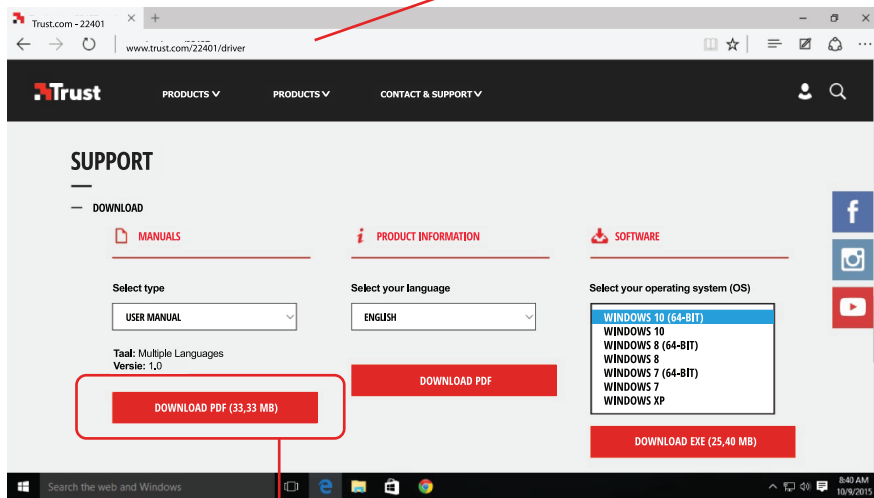 Trust.com - 22401
www.trust.com/22401/driver
Trust
PRODUCTS
PRODUCTS
CONTACT & SUPPORT
SUPPORT
DOWNLOAD
MANUALS
Select type
USER MANUAL
Taal: Multiple Languages
Versie: 1.0
DOWNLOAD PDF (33,33 MB)
PRODUCT INFORMATION
Select your language
ENGLISH
DOWNLOAD PDF
SOFTWARE
Select your operating system (OS)
WINDOWS 10 (64-BIT)
WINDOWS 10
WINDOWS 8 (64-BIT)
WINDOWS 8
WINDOWS 7 (64-BIT)
WINDOWS 7
WINDOWS XP
DOWNLOAD EXE (25,40 MB)
Search the web and Windows
8:40 AM
10/9/2015